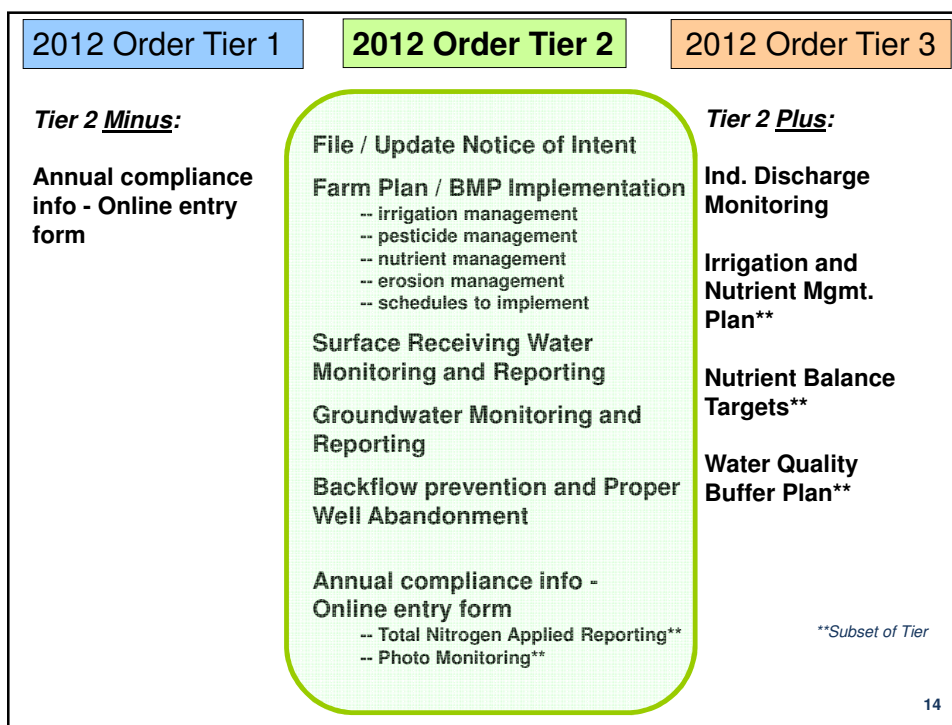 2012 Order Tier 1
2012 Order Tier 2
2012 Order Tier 3
Tier 2 Minus:
Annual compliance
info - Online entry
form
File / Update Notice of Intent
Farm Plan / BMP Implementation
-- irrigation management
-- pesticide management
-- nutrient management
-- erosion management
-- schedules to implement
Surface Receiving Water
Monitoring and Reporting
Groundwater Monitoring and
Reporting
Backflow prevention and Proper
Well Abandonment
Annual compliance info -
Online entry form
-- Total Nitrogen Applied Reporting**
-- Photo Monitoring**
Tier 2 Plus:
Ind. Discharge
Monitoring
Irrigation and
Nutrient Mgmt.
Plan**
Nutrient Balance
Targets**
Water Quality
Buffer Plan**
**Subset of Tier
14